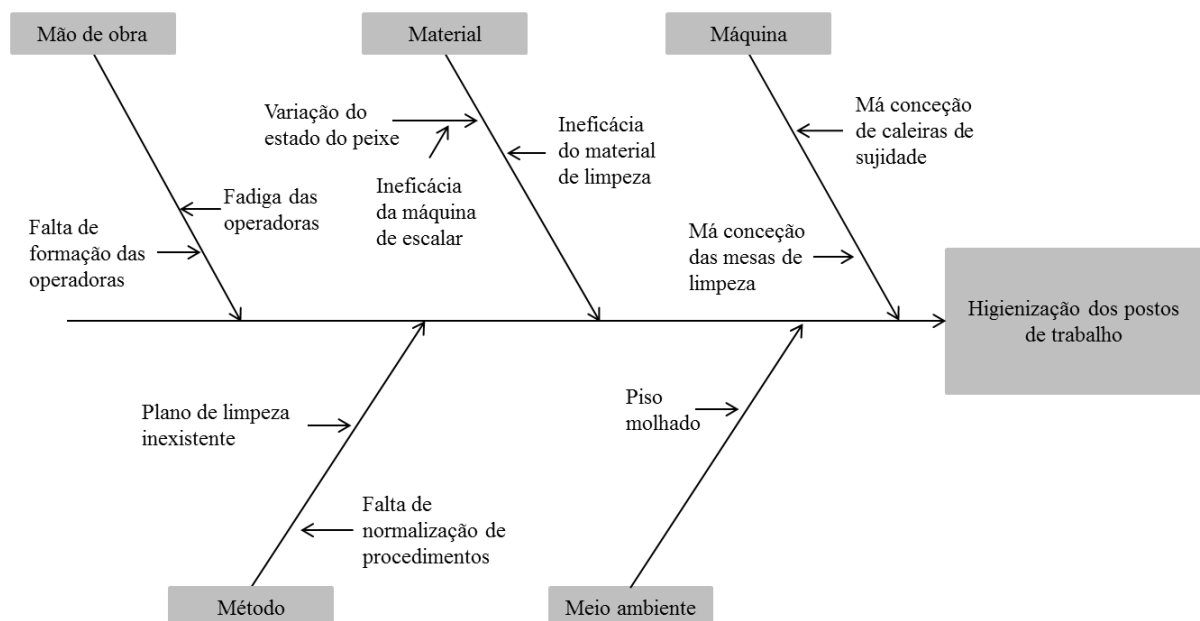 Mão de obra
Material
Máquina
Variação do
estado do peixe
Ineficácia
do material
de limpeza
Má conceção
de caleiras de
sujidade
Ineficácia
da máquina
de escalar
Fadiga das
operadoras
Falta de
formação das
operadoras
Má conceção
das mesas de
limpeza
Higienização dos postos
de trabalho
Plano de limpeza
inexistente
Piso
molhado
Falta de
normalização de
procedimentos
Método
Meio ambiente